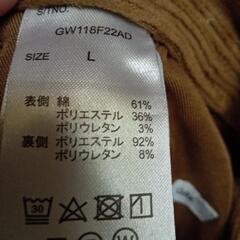 S/TNO.
GW118F22AD
SIZE L
表側 綿 61%
ポリエステル 36%
ポリウレタン 3%
裏側 ポリエステル 92%
ポリウレタン 8%
30